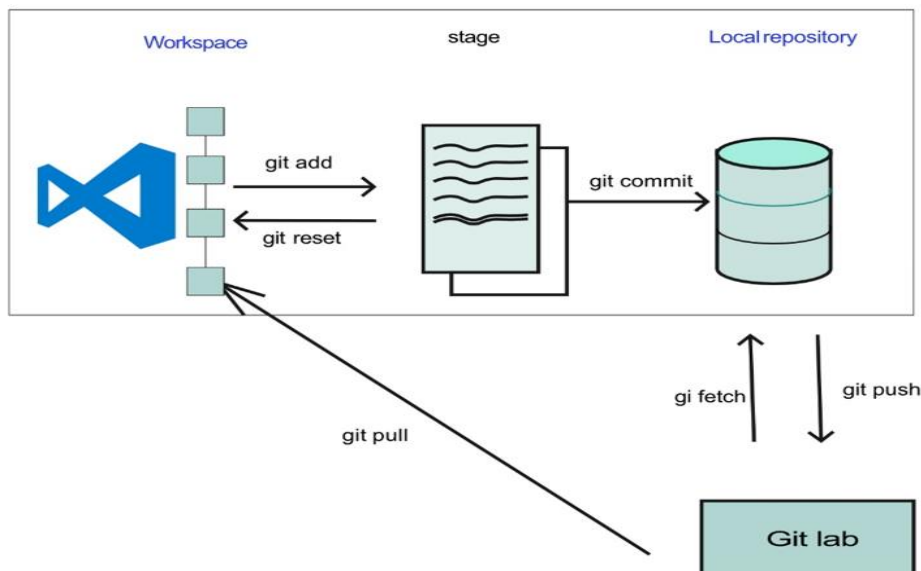 Workspace
stage
Local repository
git add
git commit
git reset
gi fetch
git push
git pull
Git lab